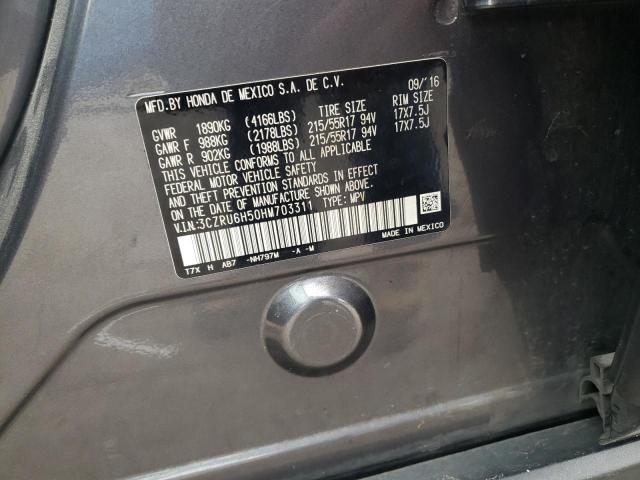 MFD.BY HONDA DE MEXICO S.A. DE C.V. 09/'16
GVWR 1890KG (4166LBS) TIRE SIZE RIM SIZE
GAWR F 988KG (2178LBS) 215/55R17 94V 17X7.5J
GAWR R 902KG (1988LBS) 215/55R17 94V 17X7.5J
THIS VEHICLE CONFORMS TO ALL APPLICABLE
FEDERAL MOTOR VEHICLE SAFETY
AND THEFT PREVENTION STANDARDS IN EFFECT
ON THE DATE OF MANUFACTURE SHOWN ABOVE.
V.I.N.:3CZRU6H50HM703311 TYPE: MPV
MADE IN MEXICO
T7X H AB7 -NH797M -A -M